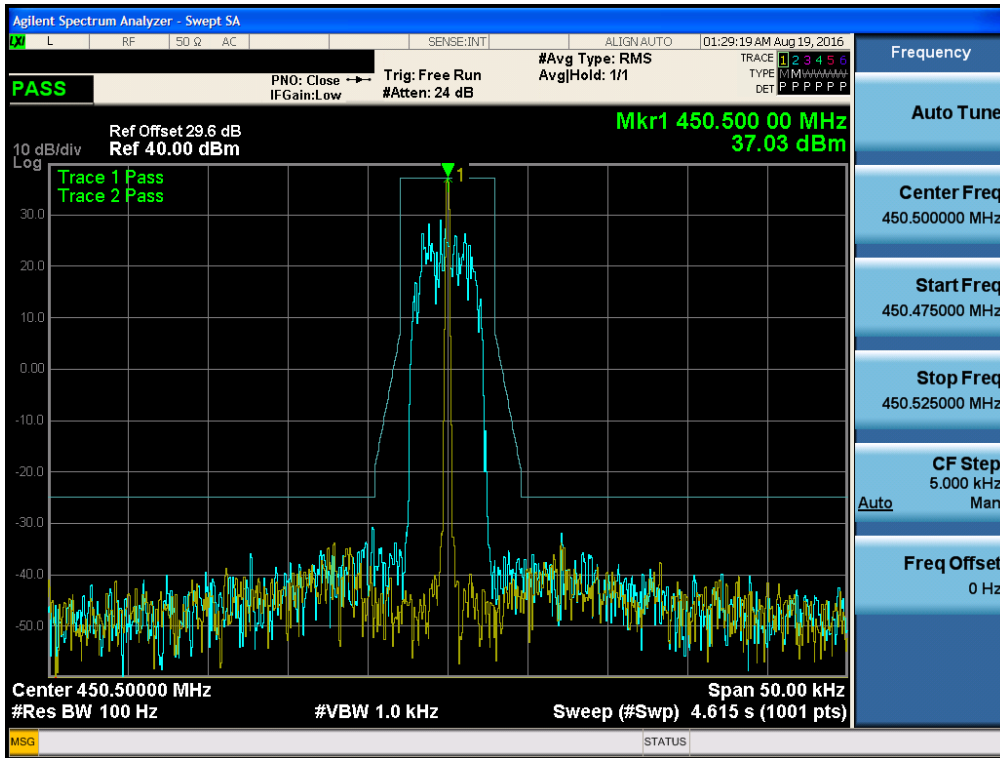 Agilent Spectrum Analyzer - Swept SA
LXI L RF 50 Ω AC SENSE:INT ALIGN AUTO 01:29:19 AM Aug 19, 2016
PASS
PNO: Close
IFGain:Low
Trig: Free Run
#Atten: 24 dB
#Avg Type: RMS
Avg|Hold: 1/1
TRACE 1 2 3 4 5 6
TYPE M M W W W W
DET P P P P P P
Mkr1 450.500 00 MHz
37.03 dBm
10 dB/div
Log
Ref Offset 29.6 dB
Ref 40.00 dBm
Trace 1 Pass
Trace 2 Pass
1
30.0
20.0
10.0
0.00
-10.0
-20.0
-30.0
-40.0
-50.0
Center 450.50000 MHz
#Res BW 100 Hz
#VBW 1.0 kHz
Span 50.00 kHz
Sweep (#Swp) 4.615 s (1001 pts)
MSG
STATUS
Frequency
Auto Tune
Center Freq
450.500000 MHz
Start Freq
450.475000 MHz
Stop Freq
450.525000 MHz
CF Step
5.000 kHz
Auto Man
Freq Offset
0 Hz